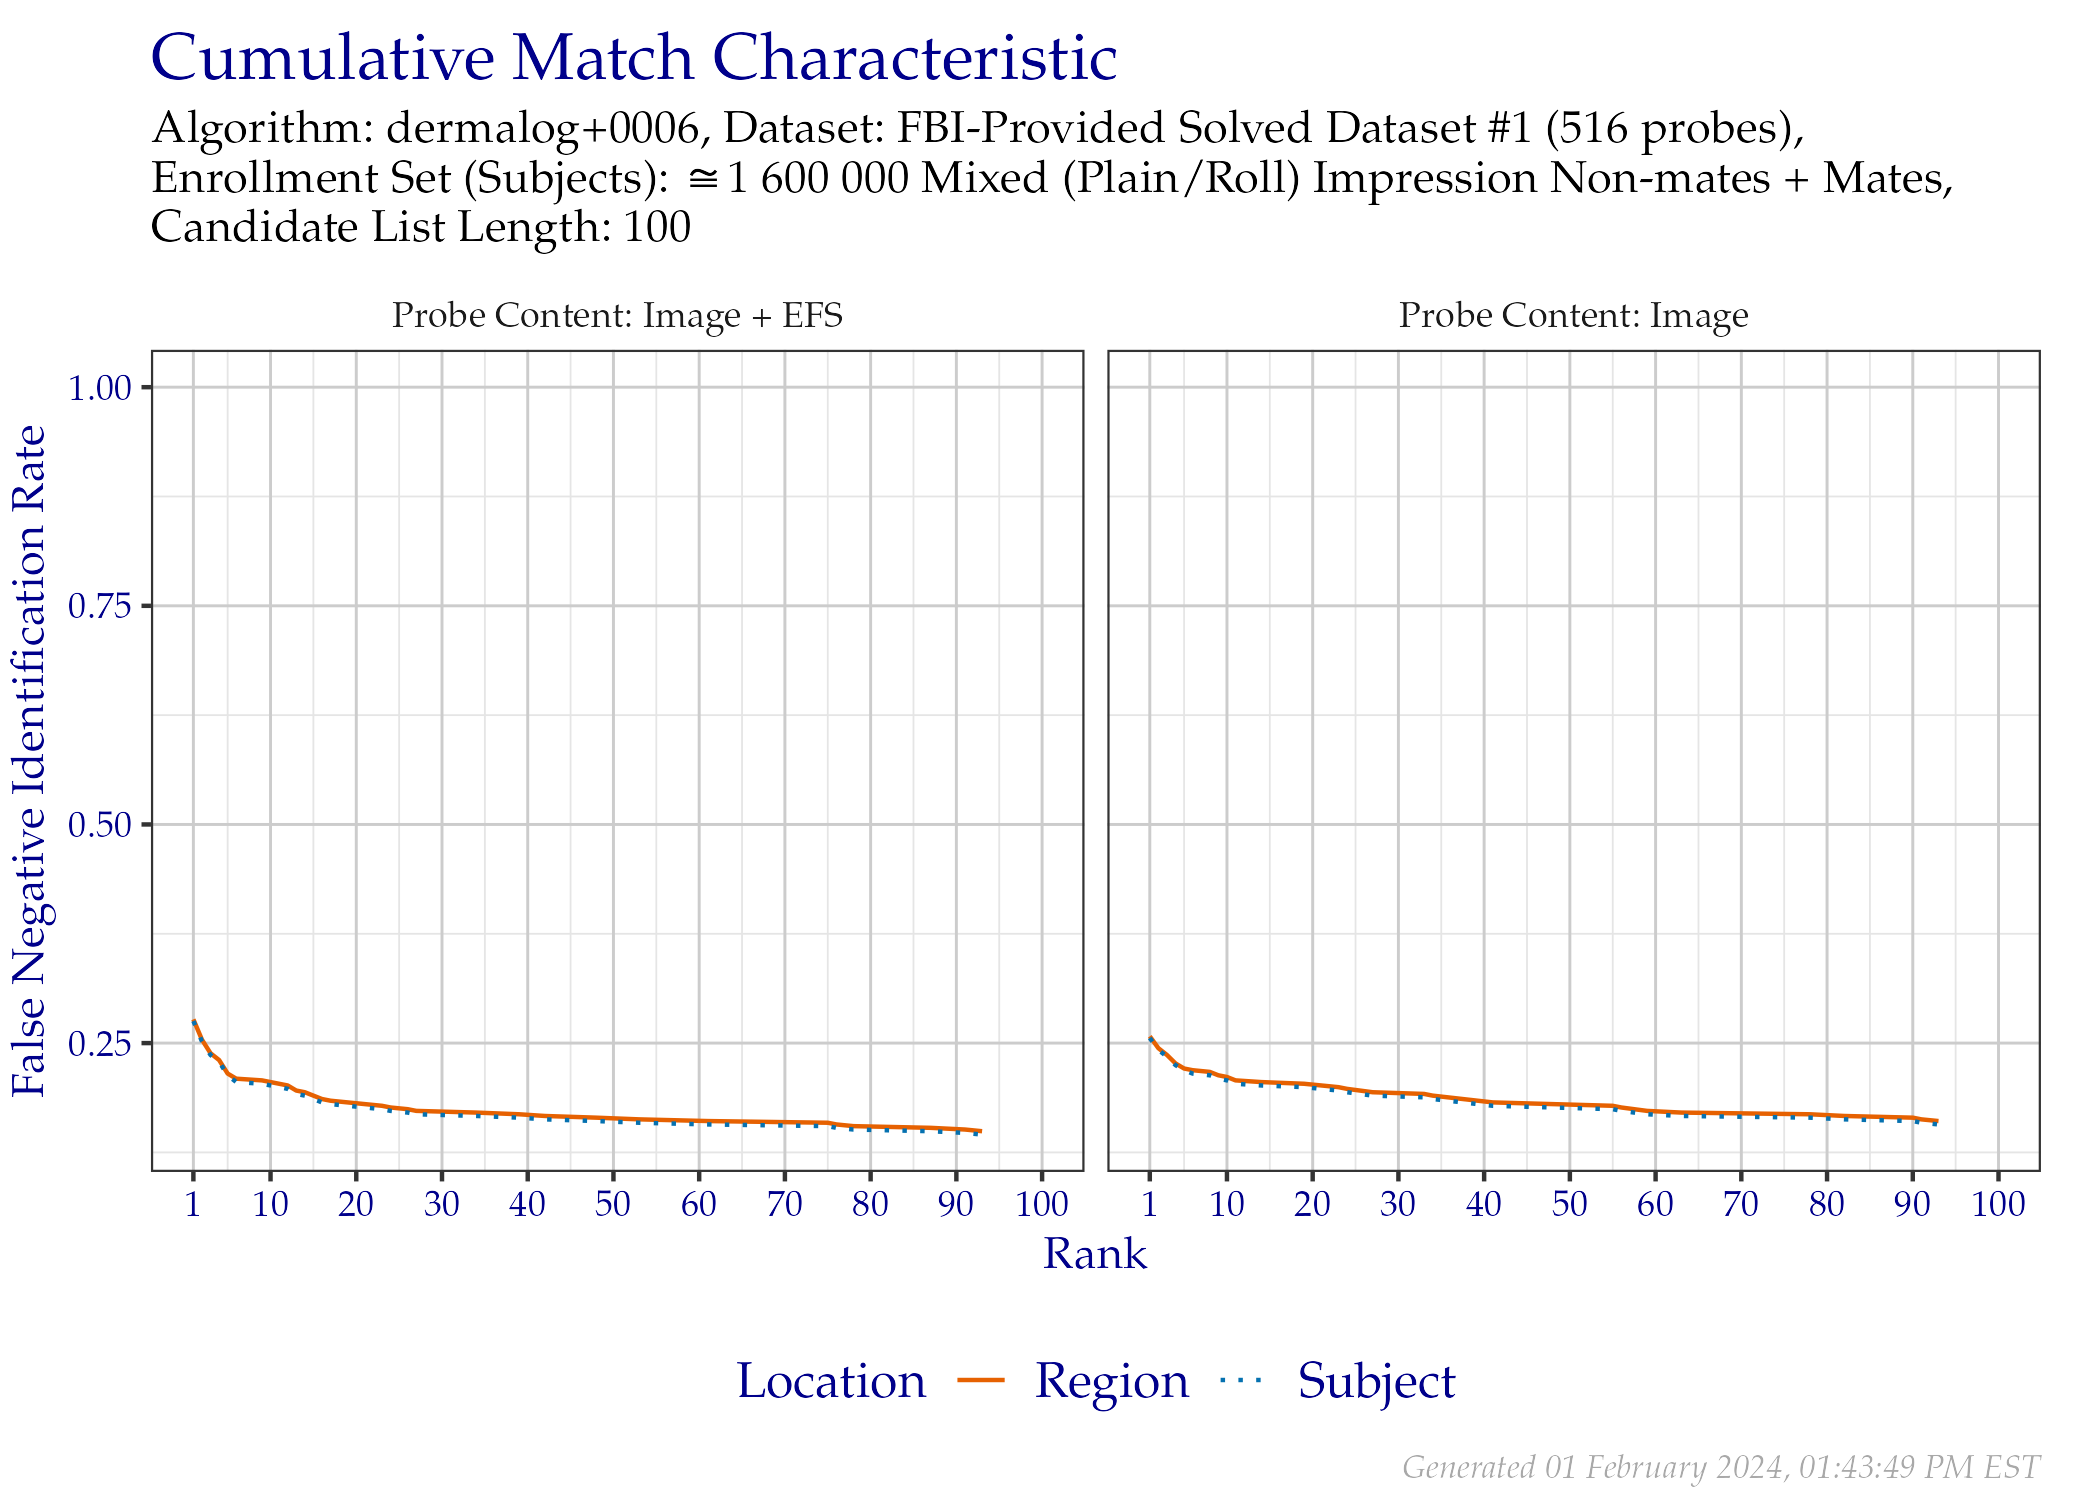 Cumulative Match Characteristic
Algorithm: dermalog+0006, Dataset: FBI-Provided Solved Dataset #1 (516 probes),
Enrollment Set (Subjects): ≅1 600 000 Mixed (Plain/Roll) Impression Non-mates + Mates,
Candidate List Length: 100
Probe Content: Image + EFS
Probe Content: Image
False Negative Identification Rate
1.00
0.75
0.50
0.25
1 10 20 30 40 50 60 70 80 90 100
1 10 20 30 40 50 60 70 80 90 100
Rank
Location Region Subject
Generated 01 February 2024, 01:43:49 PM EST